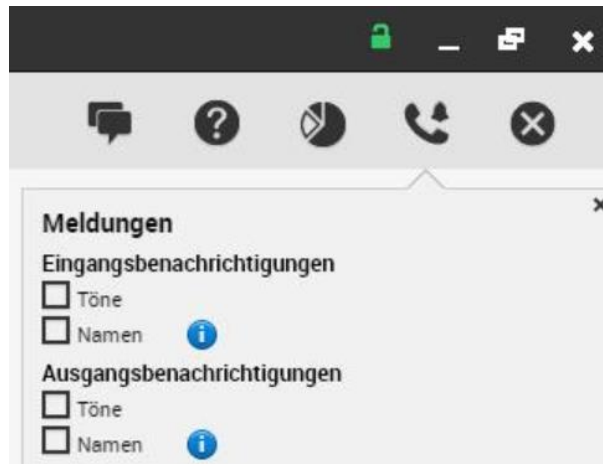 Meldungen
Eingangsbenachrichtigungen
Töne
Namen
Ausgangsbenachrichtigungen
Töne
Namen